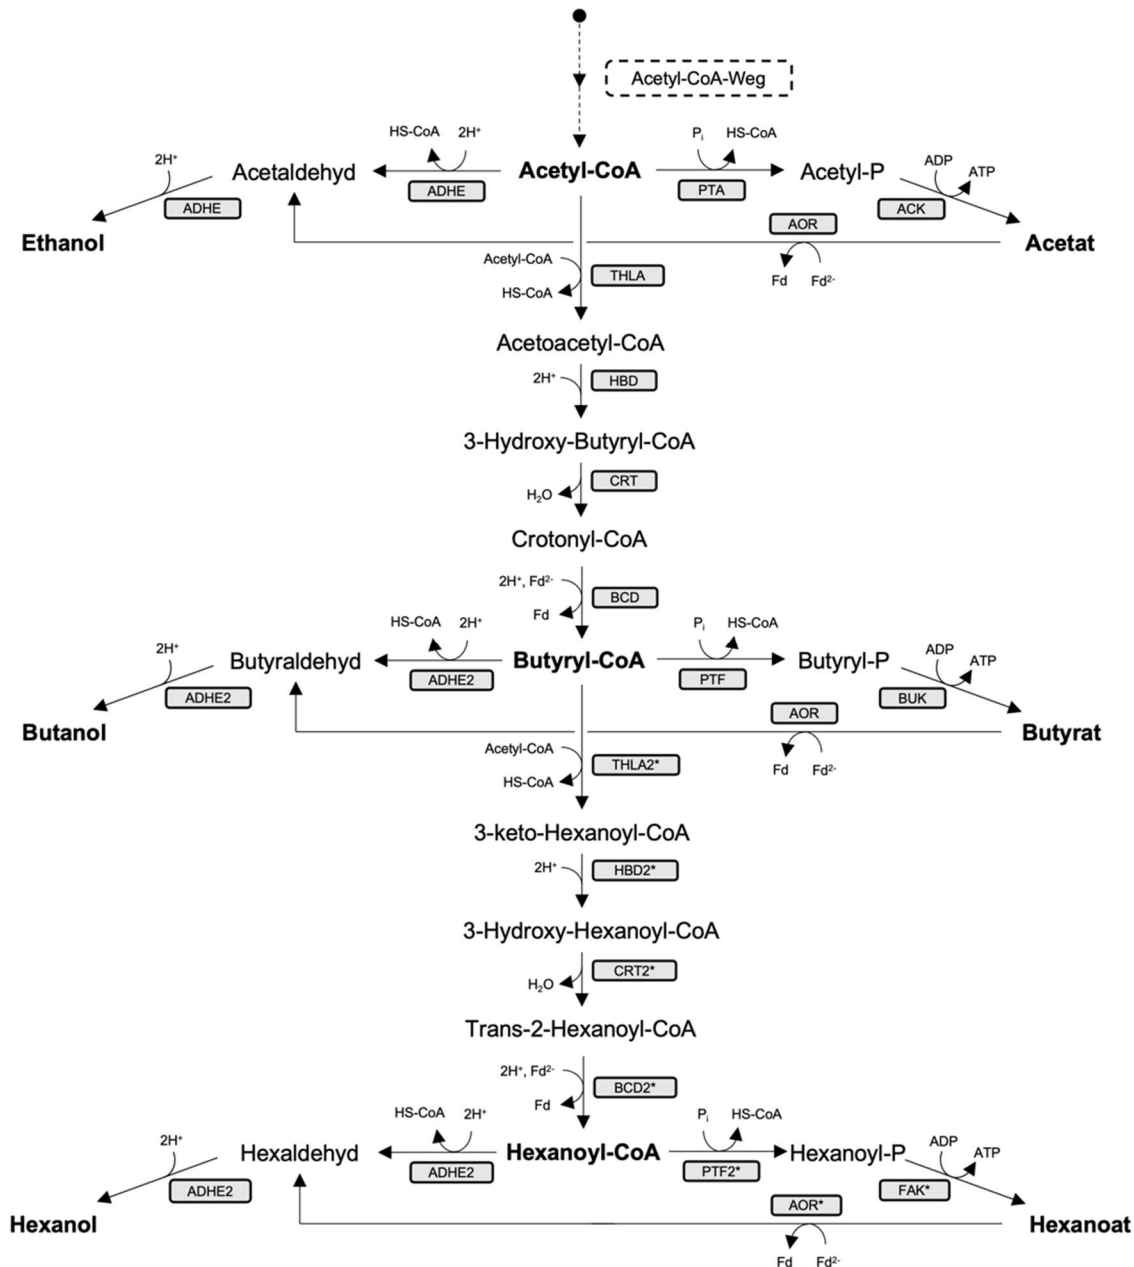 Acetyl-CoA-Weg
HS-CoA 2H⁺ Pᵢ HS-CoA
2H⁺ Acetaldehyd Acetyl-CoA Acetyl-P ADP ATP
ADHE ADHE PTA ACK
Ethanol AOR Acetat
Acetyl-CoA THLA Fd Fd²⁻
HS-CoA
Acetoacetyl-CoA
2H⁺ HBD
3-Hydroxy-Butyryl-CoA
CRT
H₂O
Crotonyl-CoA
2H⁺, Fd²⁻ BCD
Fd
HS-CoA 2H⁺ Pᵢ HS-CoA
2H⁺ Butyraldehyd Butyryl-CoA Butyryl-P ADP ATP
ADHE2 ADHE2 PTF BUK
Butanol AOR Butyrat
Acetyl-CoA THLA2* Fd Fd²⁻
HS-CoA
3-keto-Hexanoyl-CoA
2H⁺ HBD2*
3-Hydroxy-Hexanoyl-CoA
CRT2*
H₂O
Trans-2-Hexanoyl-CoA
2H⁺, Fd²⁻ BCD2*
Fd
HS-CoA 2H⁺ Pᵢ HS-CoA
2H⁺ Hexaldehyd Hexanoyl-CoA Hexanoyl-P ADP ATP
ADHE2 ADHE2 PTF2* FAK*
Hexanol AOR* Hexanoat
Fd Fd²⁻